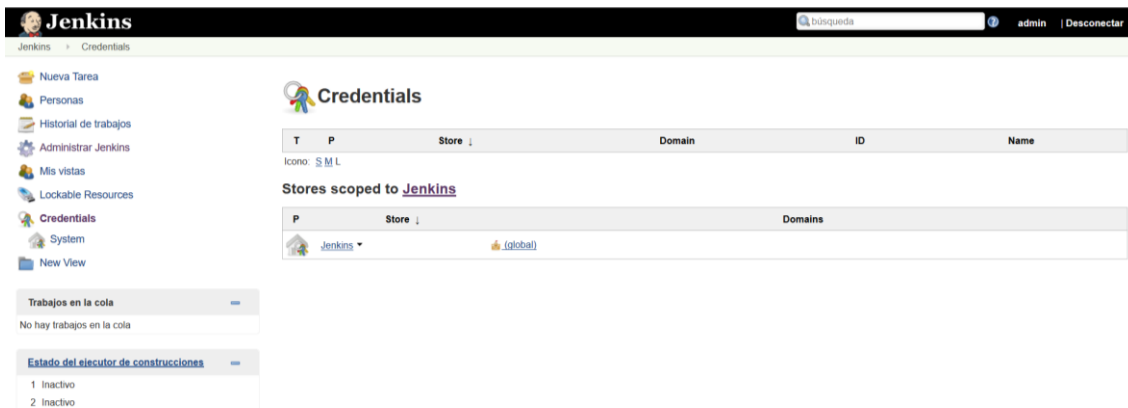 Jenkins
búsqueda
admin | Desconectar
Jenkins › Credentials
Nueva Tarea
Personas
Historial de trabajos
Administrar Jenkins
Mis vistas
Lockable Resources
Credentials
System
New View
Trabajos en la cola
No hay trabajos en la cola
Estado del ejecutor de construcciones
1 Inactivo
2 Inactivo
Credentials
T P Store ↓ Domain ID Name
Icono: S M L
Stores scoped to Jenkins
P Store ↓ Domains
Jenkins (global)